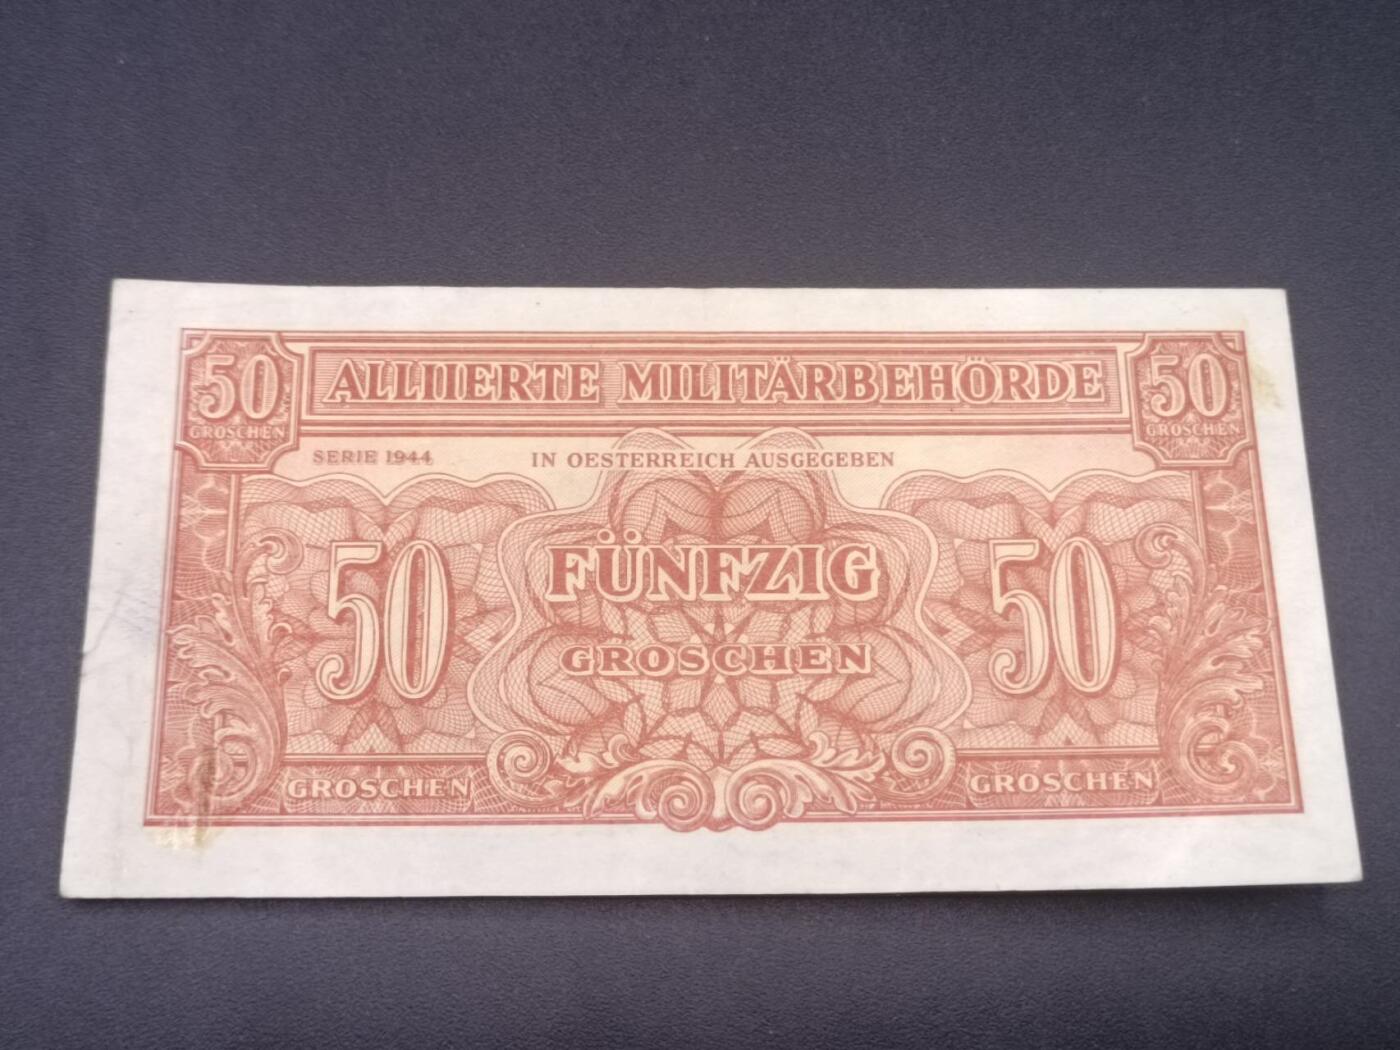 50 ALLIIERTE MILITÄRBEHÖRDE 50
GROSCHEN GROSCHEN
SERIE 1944 IN OESTERREICH AUSGEGEBEN
50 FÜNFZIG 50
GROSCHEN
GROSCHEN GROSCHEN